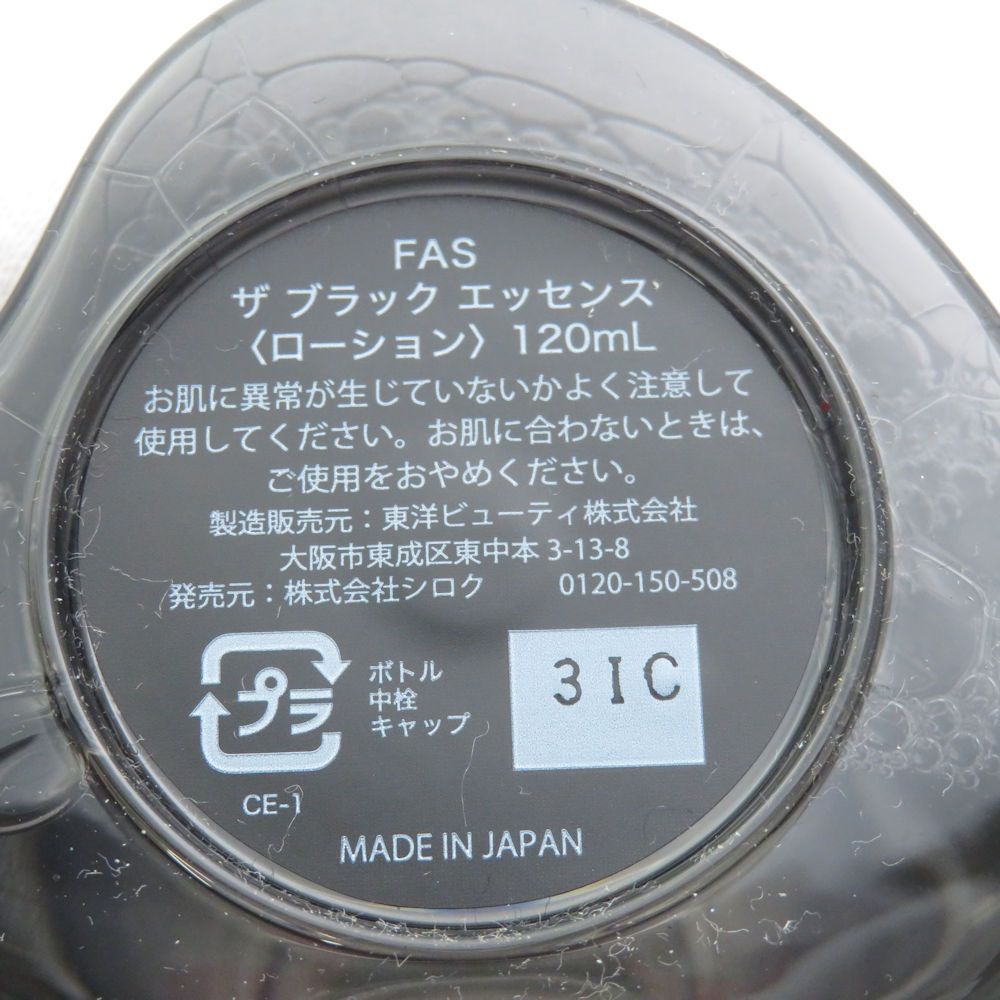 FAS
ザ ブラック エッセンス
〈ローション〉 120mL
お肌に異常が生じていないかよく注意して
使用してください。お肌に合わないときは、
ご使用をおやめください。
製造販売元：東洋ビューティ株式会社
大阪市東成区東中本 3-13-8
発売元：株式会社シロク 0120-150-508
プラ
ボトル
中栓
キャップ
3IC
CE-1
MADE IN JAPAN